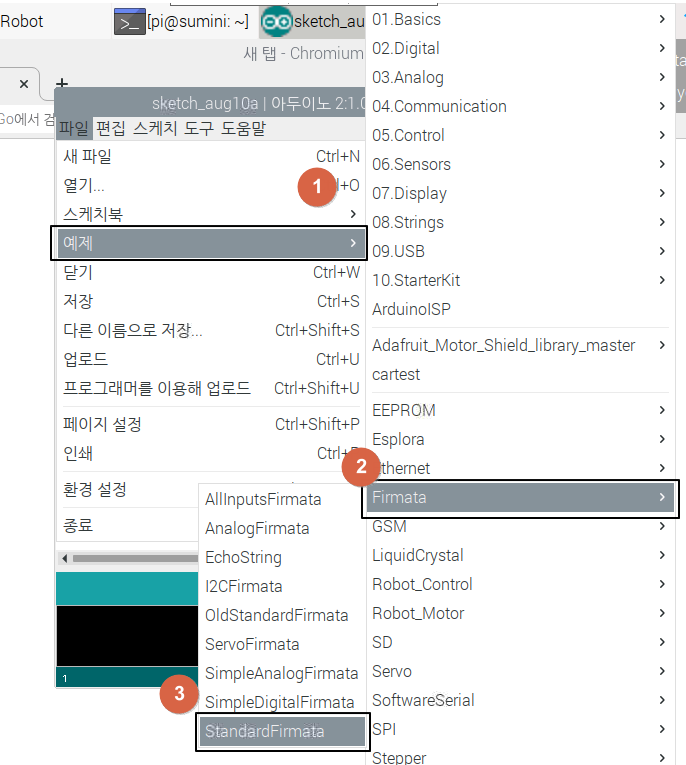 Robot
[pi@sumini: ~]
sketch_au
새 탭 - Chromium
Go에서 검
sketch_aug10a | 아두이노 2:1.0
파일 편집 스케치 도구 도움말
새 파일 Ctrl+N
열기... +O
1
스케치북
예제
닫기 Ctrl+W
저장 Ctrl+S
다른 이름으로 저장... Ctrl+Shift+S
업로드 Ctrl+U
프로그래머를 이용해 업로드 Ctrl+Shift+U
페이지 설정 Ctrl+Shift+P
인쇄 Ctrl+
환경 설정
종료
1
01.Basics
02.Digital
03.Analog
04.Communication
05.Control
06.Sensors
07.Display
08.Strings
09.USB
10.StarterKit
ArduinoISP
Adafruit_Motor_Shield_library_master
cartest
EEPROM
Esplora
2
thernet
Firmata
GSM
LiquidCrystal
Robot_Control
Robot_Motor
SD
Servo
SoftwareSerial
SPI
Stepper
AllInputsFirmata
AnalogFirmata
EchoString
I2CFirmata
OldStandardFirmata
ServoFirmata
SimpleAnalogFirmata
3
SimpleDigitalFirmata
StandardFirmata